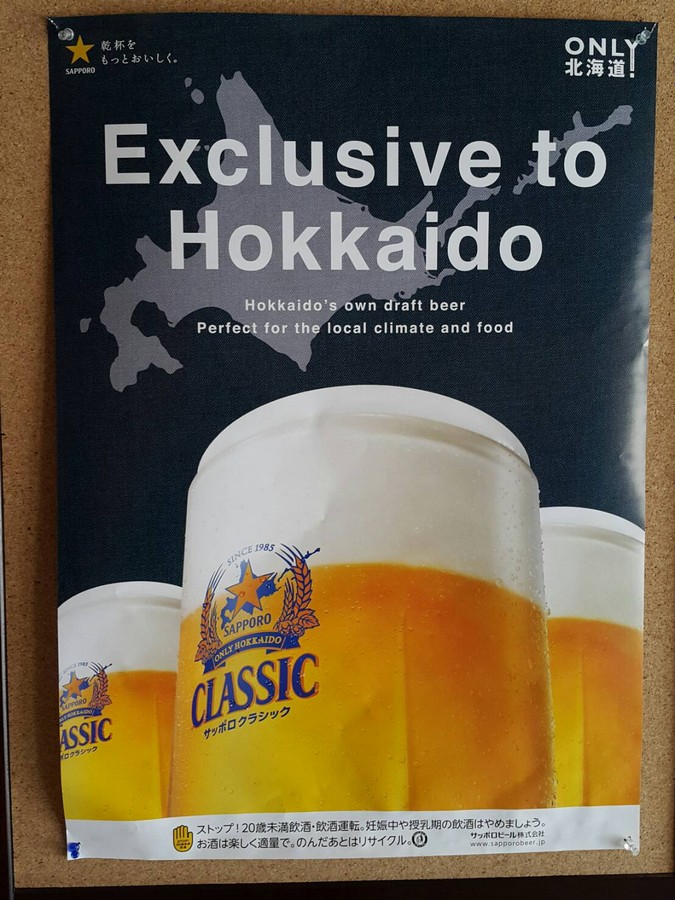 SAPPORO
乾杯を
もっとおいしく。
ONLY
北海道!
Exclusive to
Hokkaido
Hokkaido's own draft beer
Perfect for the local climate and food
SINCE 1985
SAPPORO
ONLY HOKKAIDO
CLASSIC
サッポロクラシック
SINCE 1985
SAPPORO
ONLY HOKKAIDO
ASSIC
ポロクラシック
ストップ!20歳未満飲酒・飲酒運転。妊娠中や授乳期の飲酒はやめましょう。
お酒は楽しく適量で。のんだあとはリサイクル。
サッポロビール株式会社
www.sapporobeer.jp